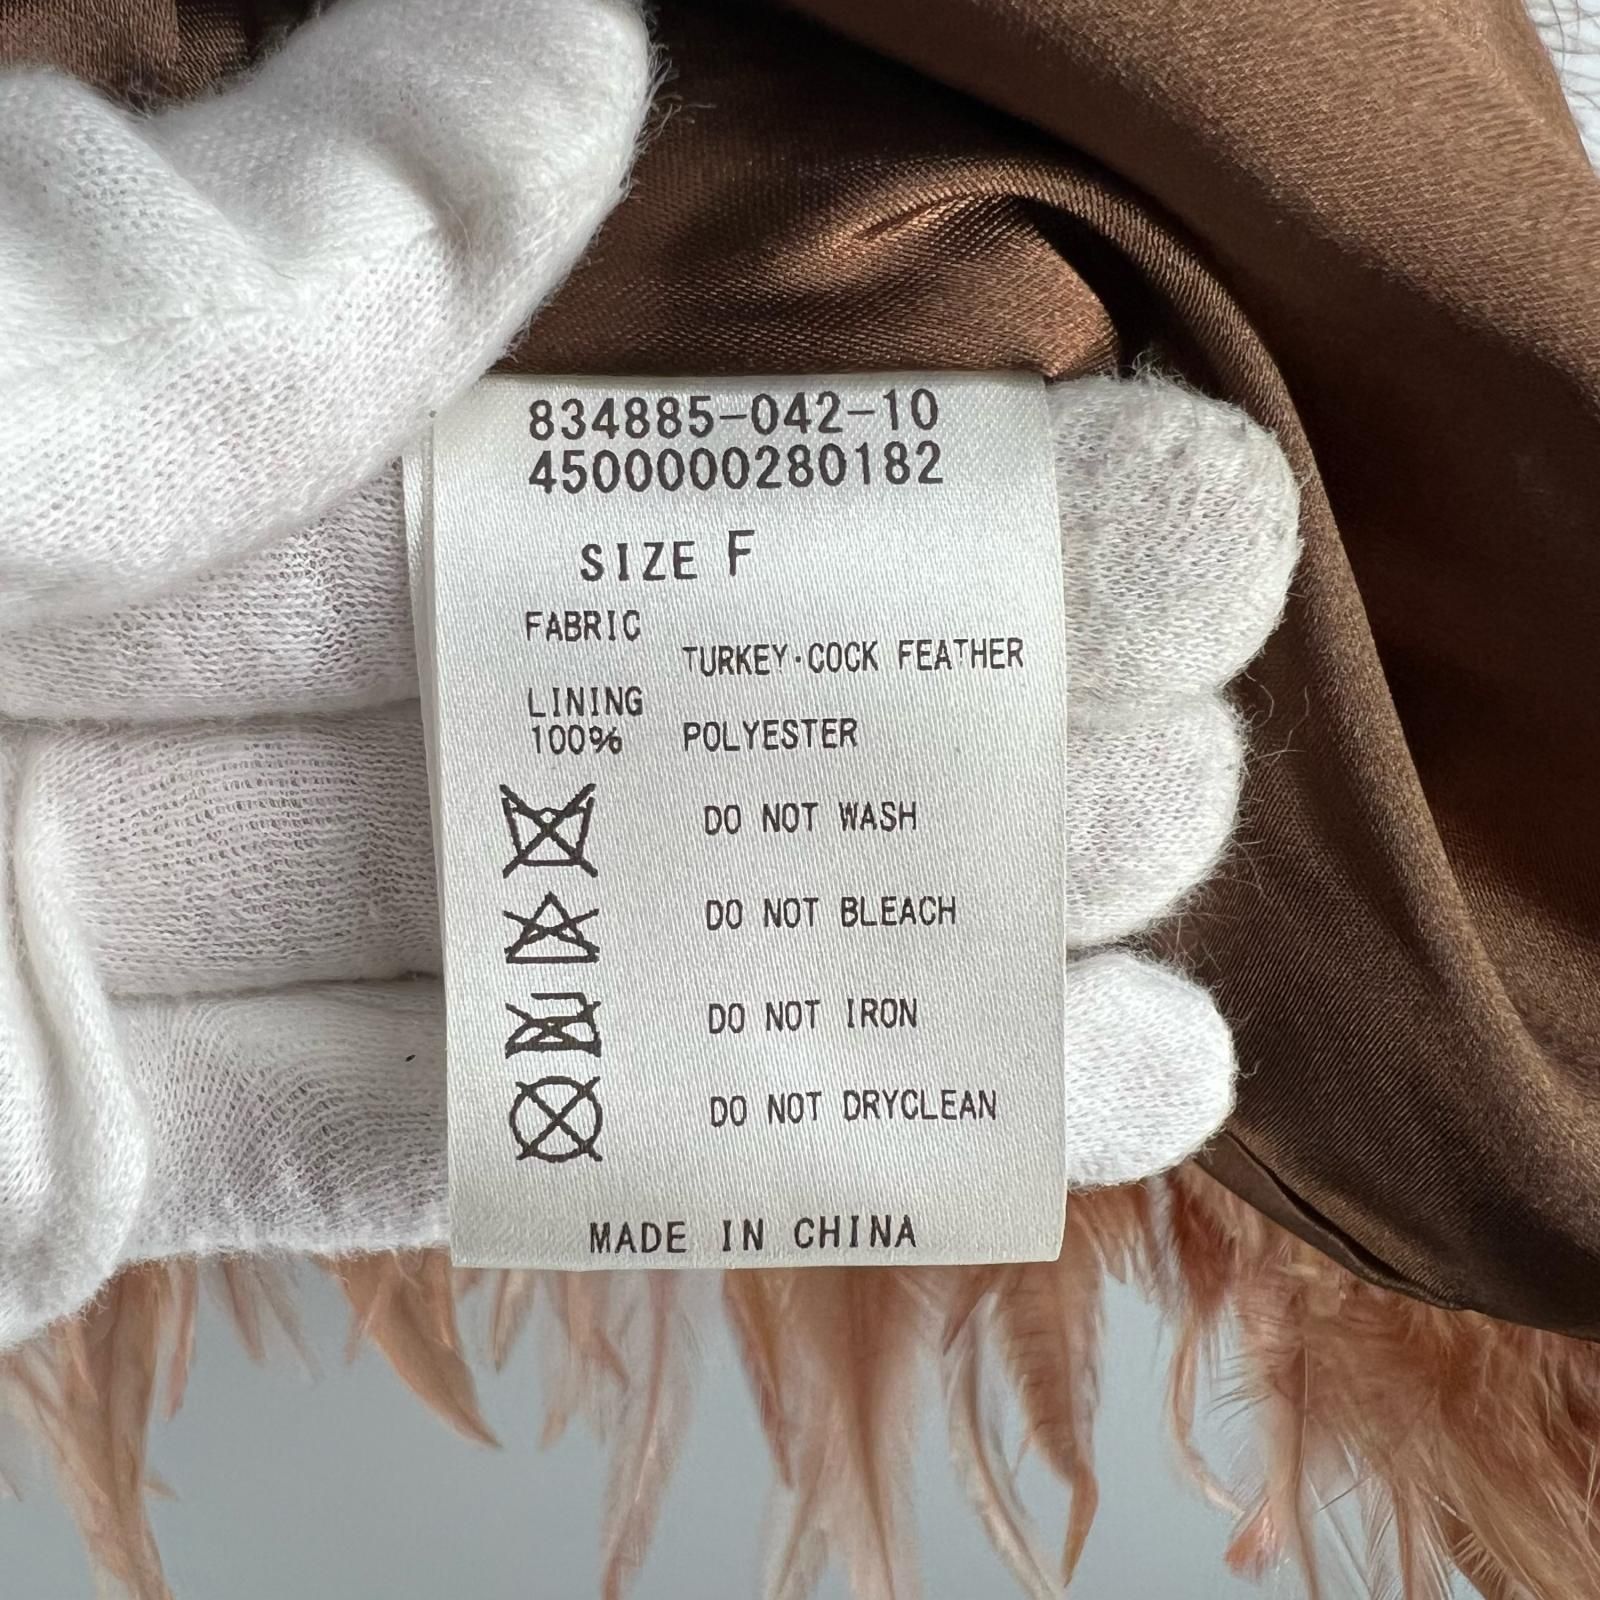 834885-042-10
4500000280182
SIZE F
FABRIC
TURKEY・COCK FEATHER
LINING
100% POLYESTER
DO NOT WASH
DO NOT BLEACH
DO NOT IRON
DO NOT DRYCLEAN
MADE IN CHINA